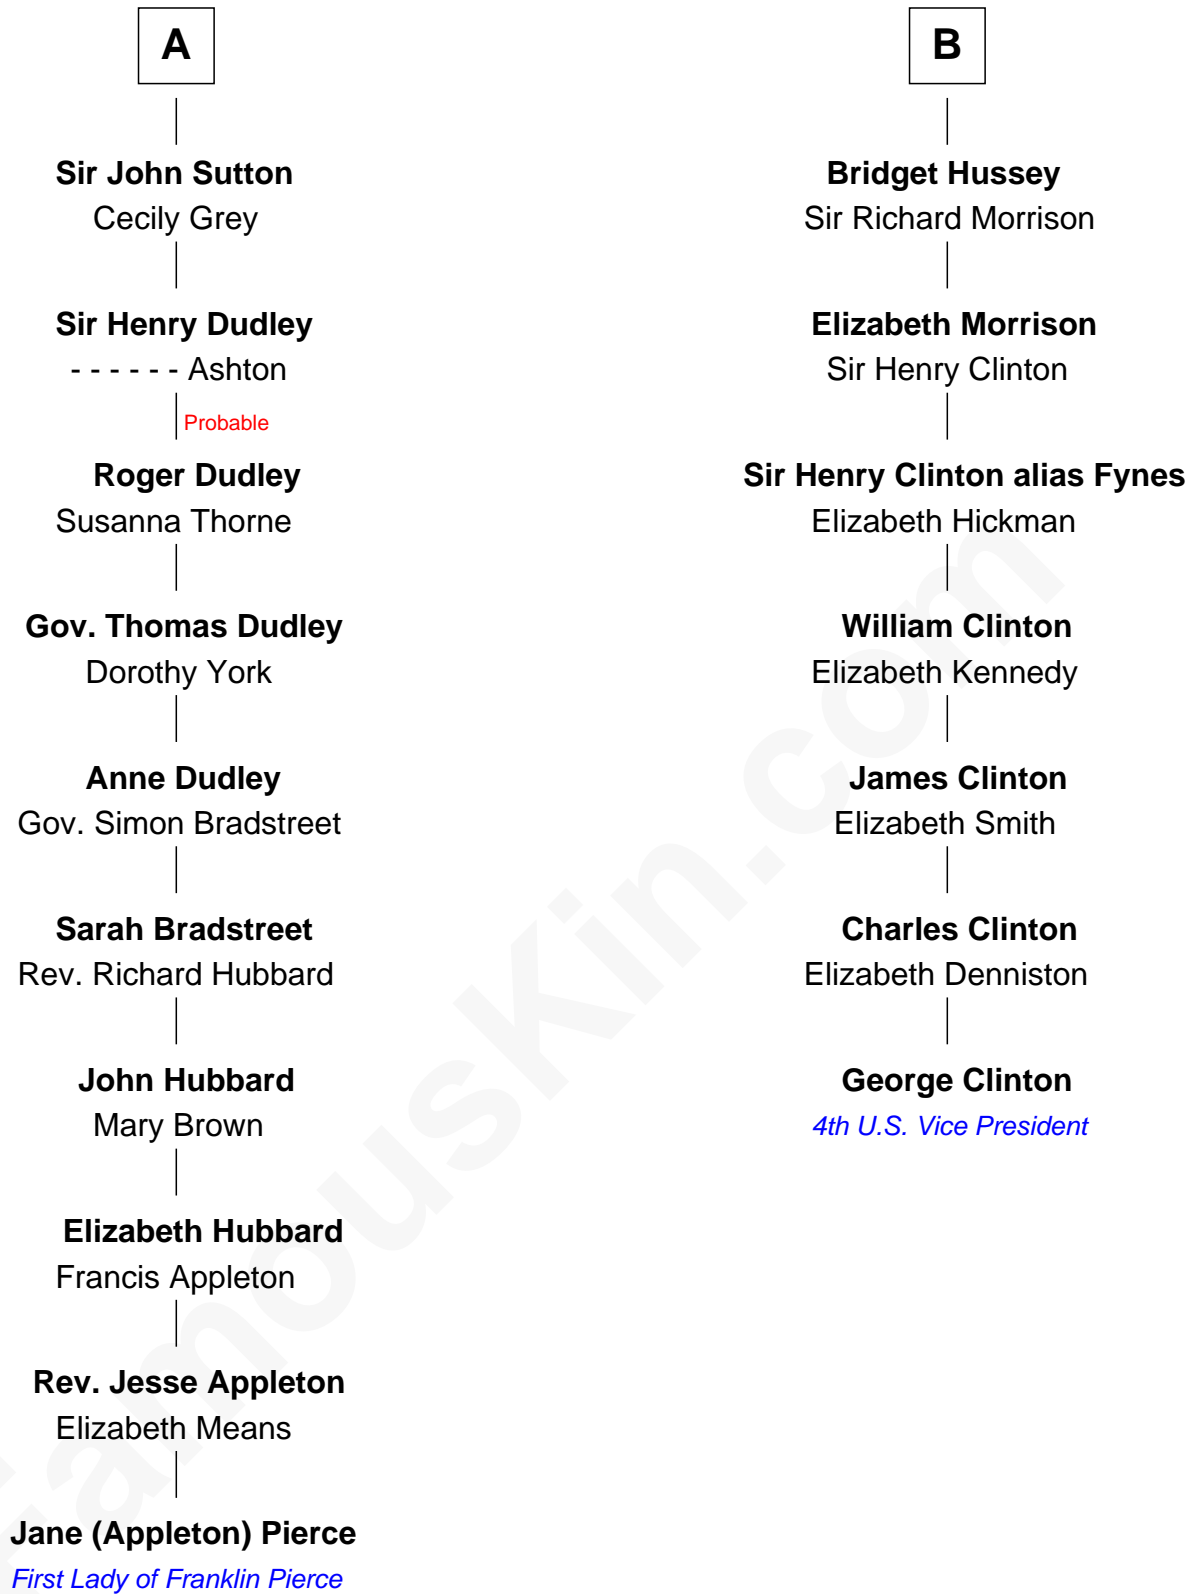 A
Sir John Sutton
Cecily Grey
Sir Henry Dudley
- - - - - - Ashton
Probable
Roger Dudley
Susanna Thorne
Gov. Thomas Dudley
Dorothy York
Anne Dudley
Gov. Simon Bradstreet
Sarah Bradstreet
Rev. Richard Hubbard
John Hubbard
Mary Brown
Elizabeth Hubbard
Francis Appleton
Rev. Jesse Appleton
Elizabeth Means
Jane (Appleton) Pierce
First Lady of Franklin Pierce
B
Bridget Hussey
Sir Richard Morrison
Elizabeth Morrison
Sir Henry Clinton
Sir Henry Clinton alias Fynes
Elizabeth Hickman
William Clinton
Elizabeth Kennedy
James Clinton
Elizabeth Smith
Charles Clinton
Elizabeth Denniston
George Clinton
4th U.S. Vice President
FamousKin.com